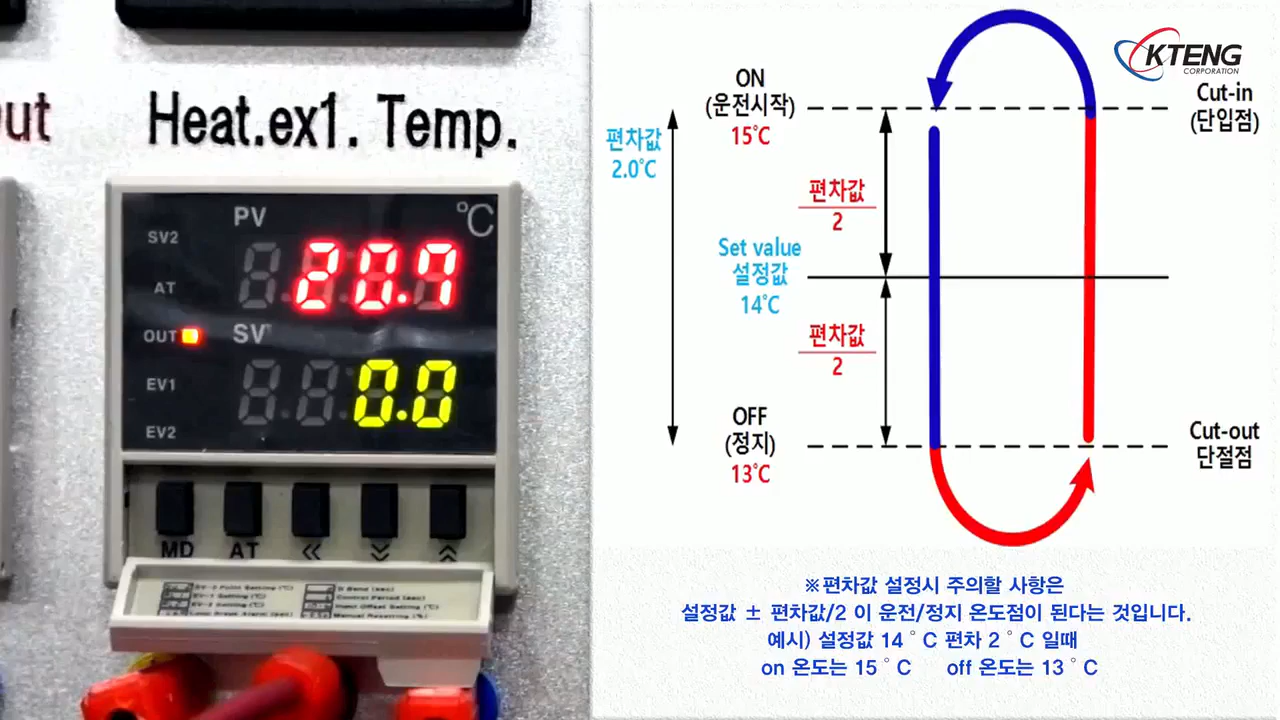 out
Heat.ex1. Temp.
PV
°C
SV2
20.9
AT
OUT
SV
EV1
0.0
EV2
MD AT
KTENG
CORPORATION
ON
(운전시작)
15°C
Cut-in
(단입점)
편차값
2.0°C
편차값
2
Set value
설정값
14°C
편차값
2
OFF
(정지)
13°C
Cut-out
단절점
※편차값 설정시 주의할 사항은
설정값 ± 편차값/2 이 운전/정지 온도점이 된다는 것입니다.
예시) 설정값 14 ° C 편차 2 ° C 일때
on 온도는 15 ° C off 온도는 13 ° C